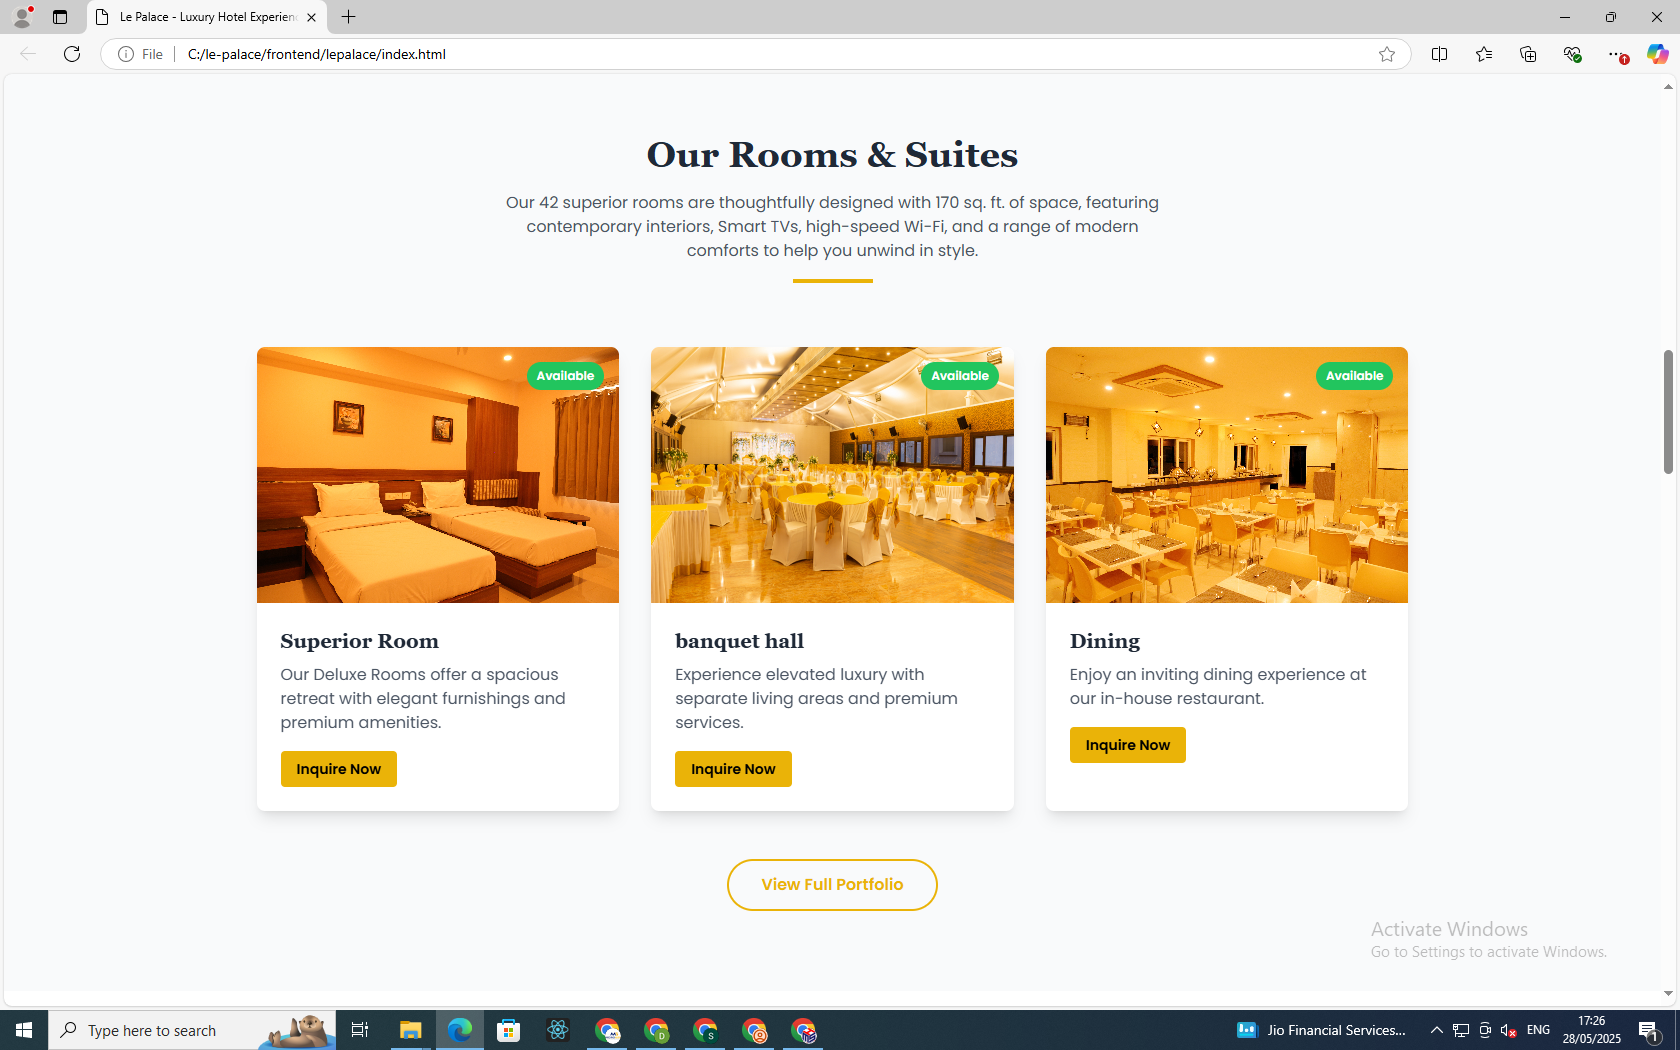 Le Palace - Luxury Hotel Experien
File
C:/le-palace/frontend/lepalace/index.html
Our Rooms & Suites
Our 42 superior rooms are thoughtfully designed with 170 sq. ft. of space, featuring
contemporary interiors, Smart TVs, high-speed Wi-Fi, and a range of modern
comforts to help you unwind in style.
Available
Available
Available
Superior Room
Our Deluxe Rooms offer a spacious
retreat with elegant furnishings and
premium amenities.
Inquire Now
banquet hall
Experience elevated luxury with
separate living areas and premium
services.
Inquire Now
Dining
Enjoy an inviting dining experience at
our in-house restaurant.
Inquire Now
View Full Portfolio
Activate Windows
Go to Settings to activate Windows.
Type here to search
Jio Financial Services...
ENG
17:26
28/05/2025
1